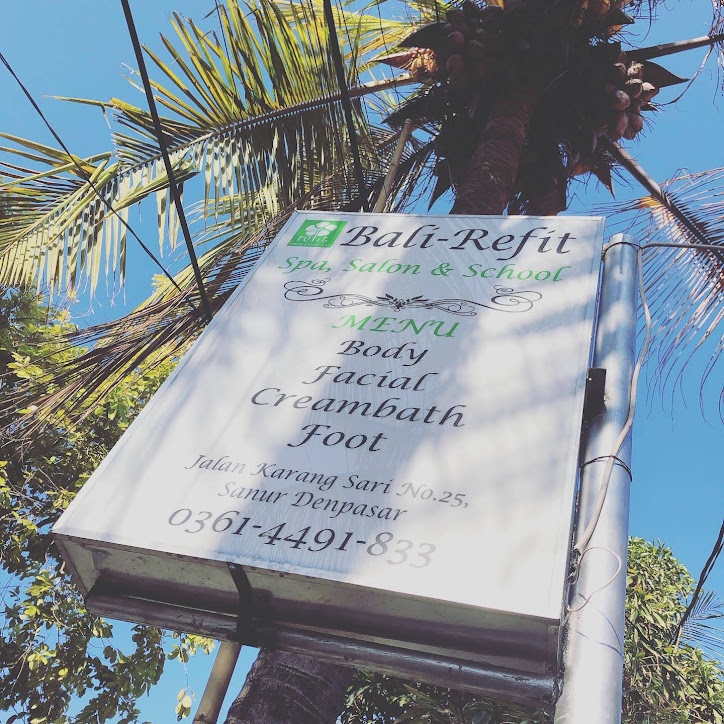 refit
Bali-Refit
Spa, Salon & School
MENU
Body
Facial
Creambath
Foot
Jalan Karang Sari No.25,
Sanur Denpasar
0361-4491-833